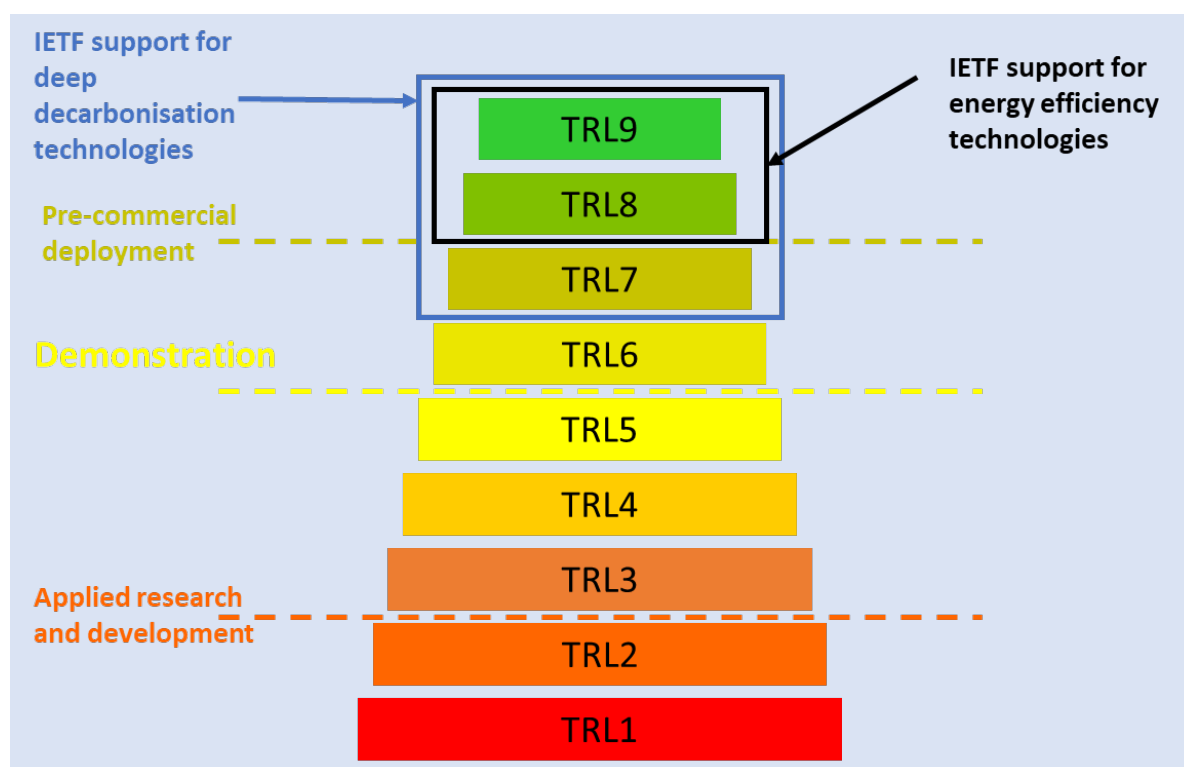 IETF support for
deep
decarbonisation
technologies
IETF support for
energy efficiency
technologies
TRL9
TRL8
Pre-commercial
deployment
TRL7
Demonstration
TRL6
TRL5
TRL4
TRL3
Applied research
and development
TRL2
TRL1